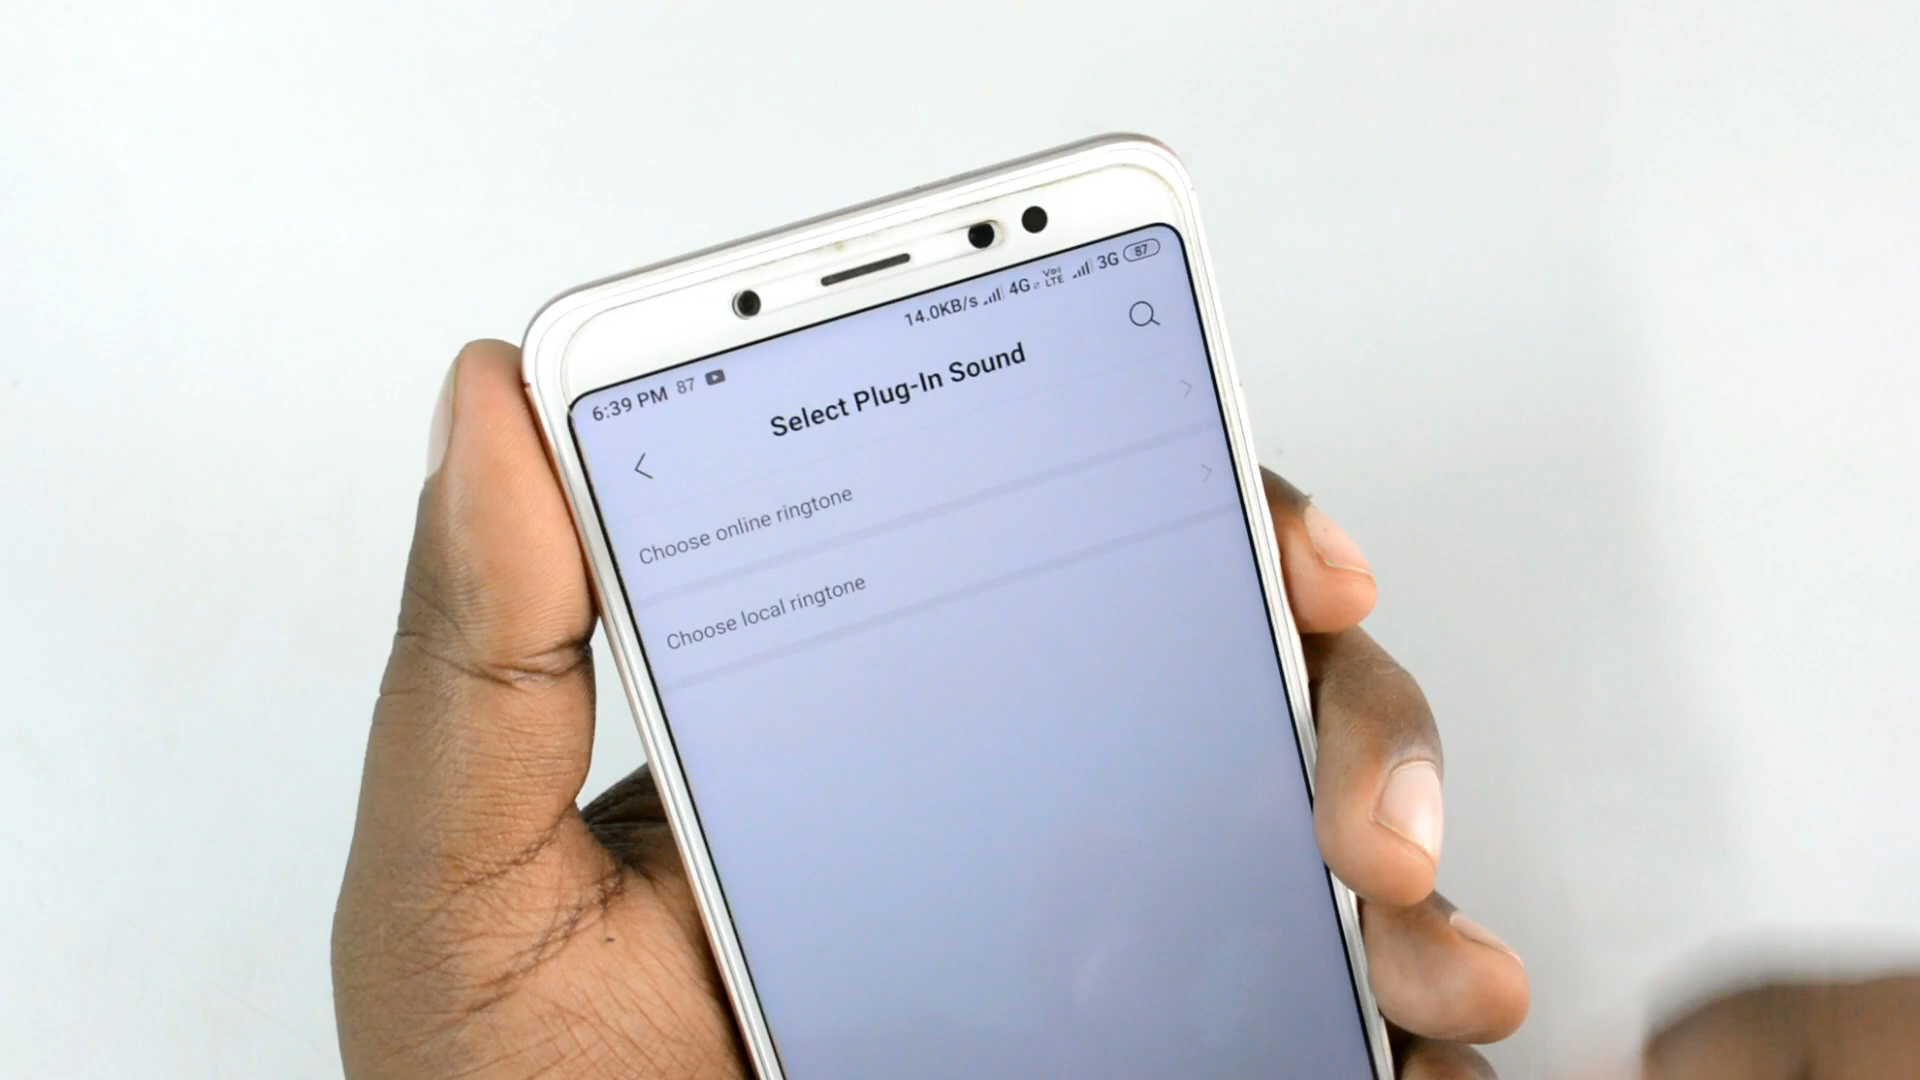 6:39 PM 87
14.0KB/s 4G VoLTE 3G 87
Select Plug-In Sound
Choose online ringtone
Choose local ringtone